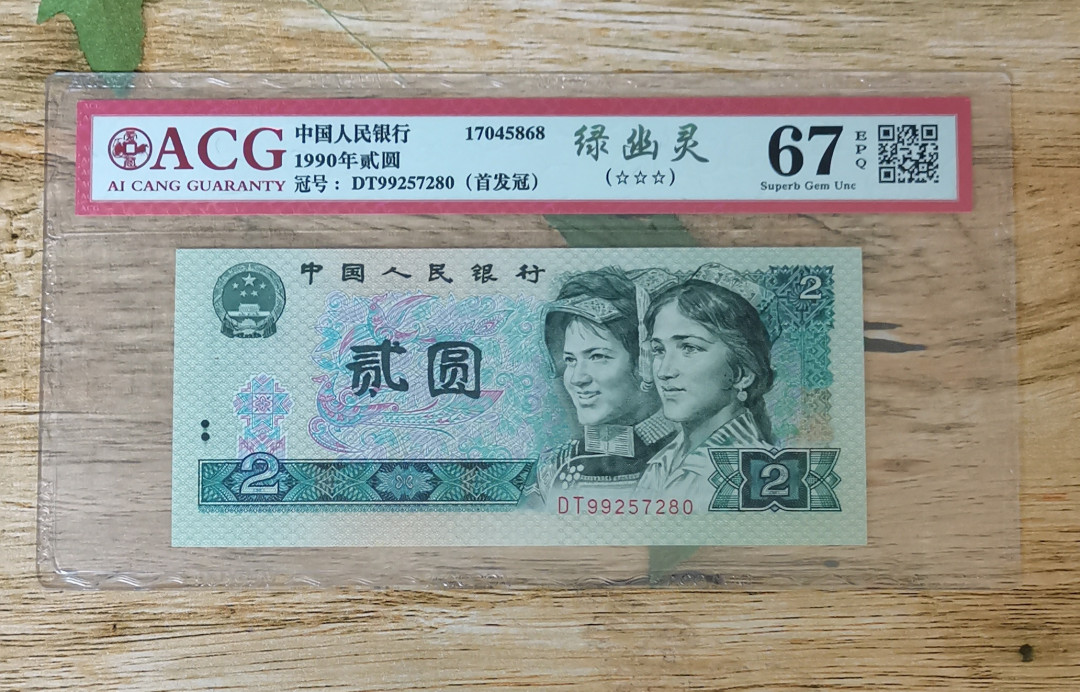 ACG
AI CANG GUARANTY
中国人民银行 17045868
1990年贰圆
冠号：DT99257280（首发冠）
绿幽灵
(☆☆☆)
67
EPQ
Superb Gem Unc
中国人民银行
2
贰圆
2
2
DT99257280